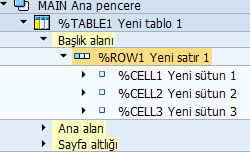 MAIN Ana pencere
%TABLE1 Yeni tablo 1
Başlık alanı
%ROW1 Yeni satır 1
%CELL1 Yeni sütun 1
%CELL2 Yeni sütun 2
%CELL3 Yeni sütun 3
Ana alan
Sayfa altlığı